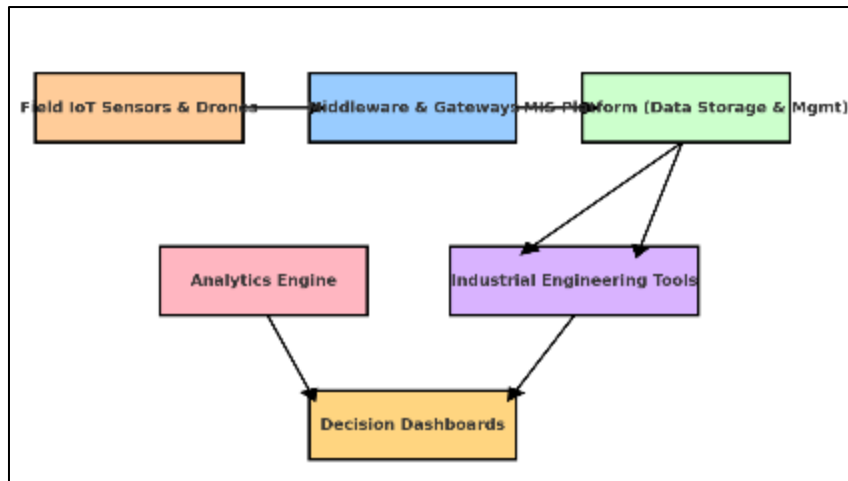 Field IoT Sensors & Drones
Middleware & Gateways
MIS Platform (Data Storage & Mgmt)
Analytics Engine
Industrial Engineering Tools
Decision Dashboards